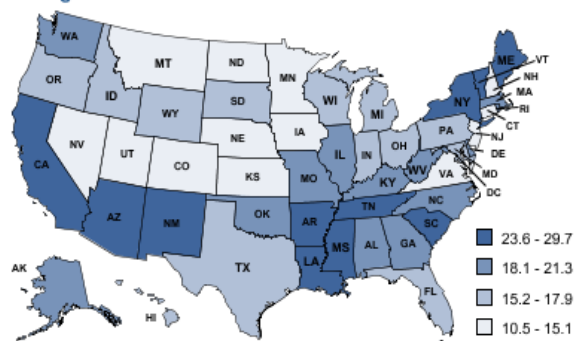 WA
MT
ND
MN
ME
VT
NH
MA
RI
CT
NJ
DE
MD
DC
OR
ID
WY
SD
WI
MI
NY
PA
IA
NE
NV
UT
CO
KS
IL
IN
OH
WV
VA
MO
KY
CA
AZ
NM
OK
AR
TN
NC
SC
MS
AL
GA
LA
TX
FL
AK
HI
23.6 - 29.7
18.1 - 21.3
15.2 - 17.9
10.5 - 15.1